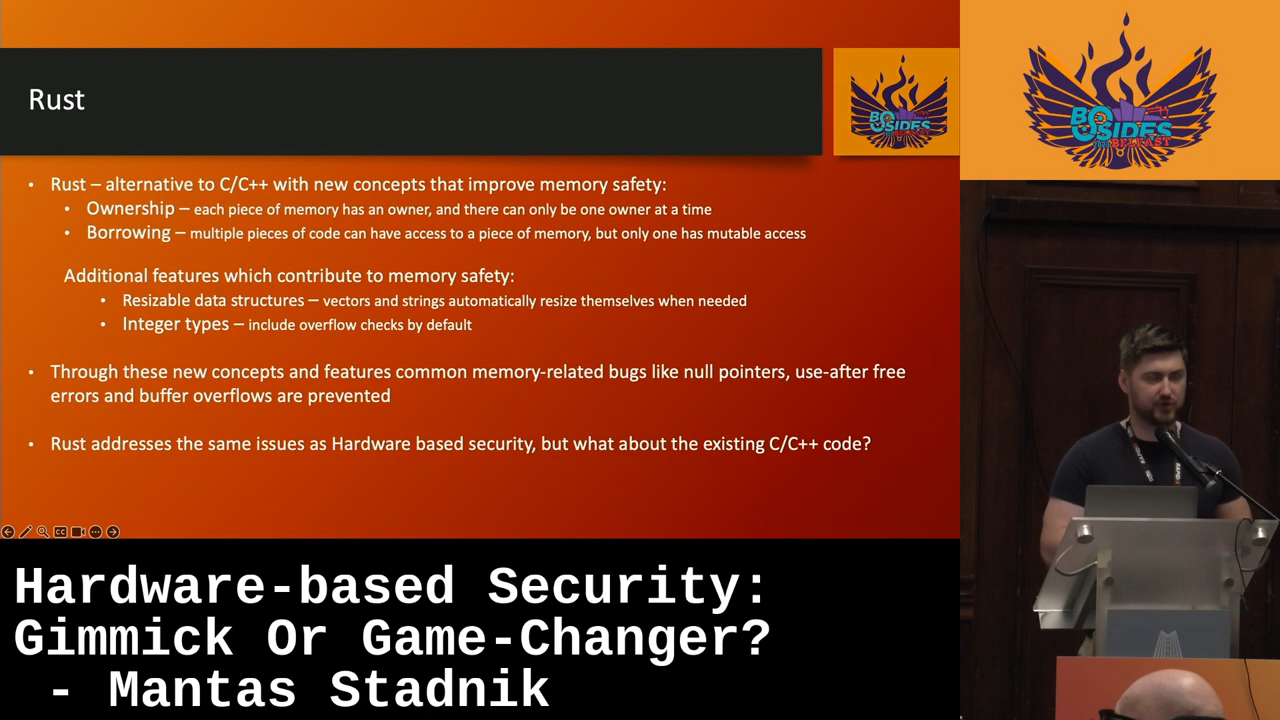 Rust
Rust – alternative to C/C++ with new concepts that improve memory safety:
Ownership – each piece of memory has an owner, and there can only be one owner at a time
Borrowing – multiple pieces of code can have access to a piece of memory, but only one has mutable access
Additional features which contribute to memory safety:
Resizable data structures – vectors and strings automatically resize themselves when needed
Integer types – include overflow checks by default
Through these new concepts and features common memory-related bugs like null pointers, use-after free
errors and buffer overflows are prevented
Rust addresses the same issues as Hardware based security, but what about the existing C/C++ code?
BSIDES
BELFAST
BSIDES
BELFAST
CC
Hardware-based Security:
Gimmick Or Game-Changer?
- Mantas Stadnik